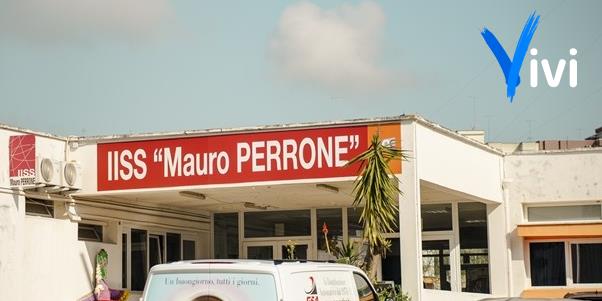 Vivi
IISS "Mauro PERRONE"
IISS
Mauro PERRONE
Un buongiorno, tutti i giorni.